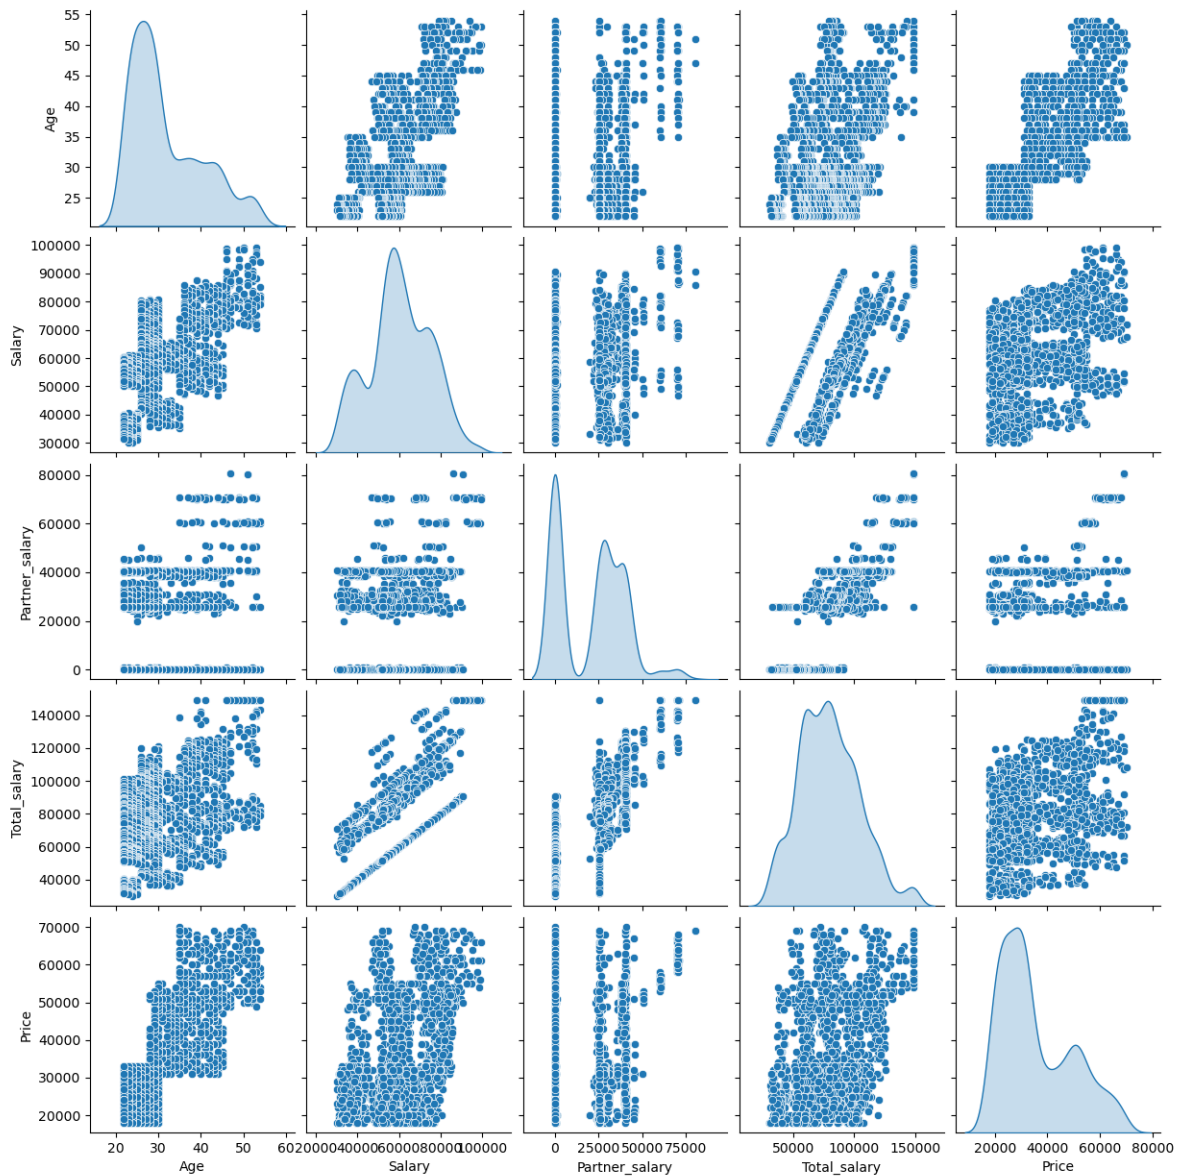 55
50
45
40
35
30
25
Age
100000
90000
80000
70000
60000
50000
40000
30000
Salary
80000
60000
40000
20000
0
Partner_salary
140000
120000
100000
80000
60000
40000
Total_salary
70000
60000
50000
40000
30000
20000
Price
20 30 40 50 60
20000 40000 60000 80000 100000
0 25000 50000 75000
50000 100000 150000
20000 40000 60000 80000
Age Salary Partner_salary Total_salary Price